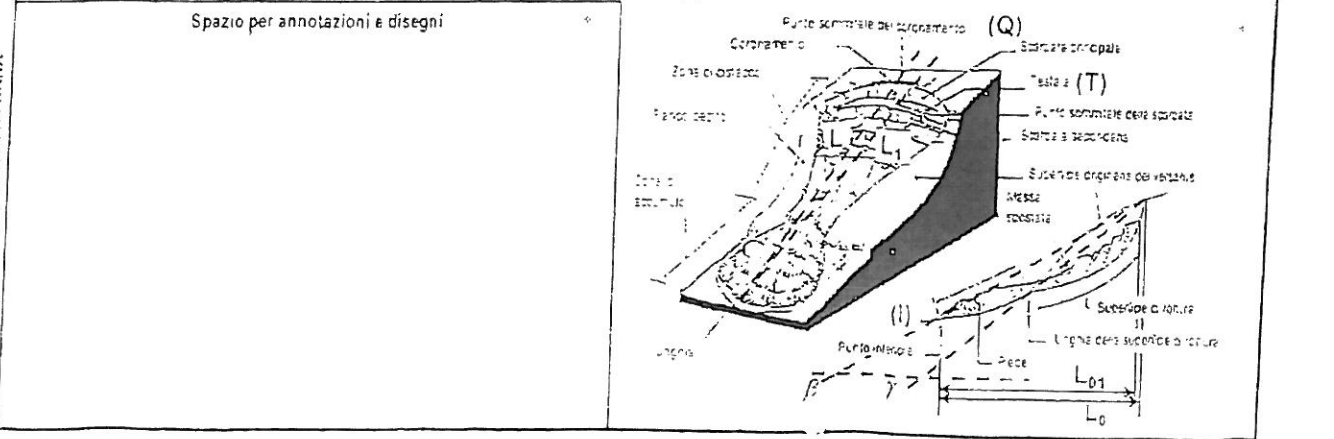 Spazio per annotazioni e disegni
Punto sommitale del coronamento (Q)
Coronamento
Scarpata principale
Testata (T)
Punto sommitale della scarpata
Scarpata secondaria
L L1
Superficie originaria del versante
Massa
spostata
Zona di
accumulo
(I)
Superficie di rottura
Unghia della superficie di rottura
Punto inferiore
Piede
Unghia
β γ
L01
L0